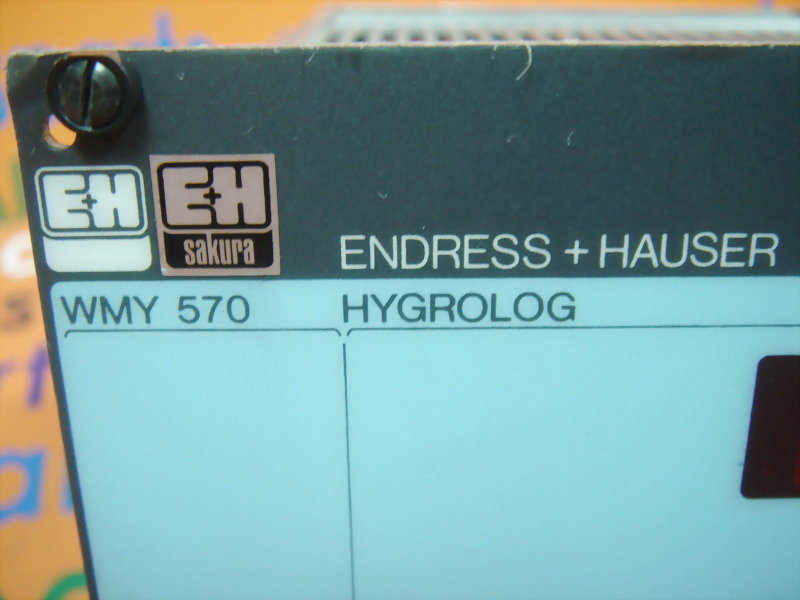 E+H
E+H
sakura
ENDRESS + HAUSER
WMY 570
HYGROLOG